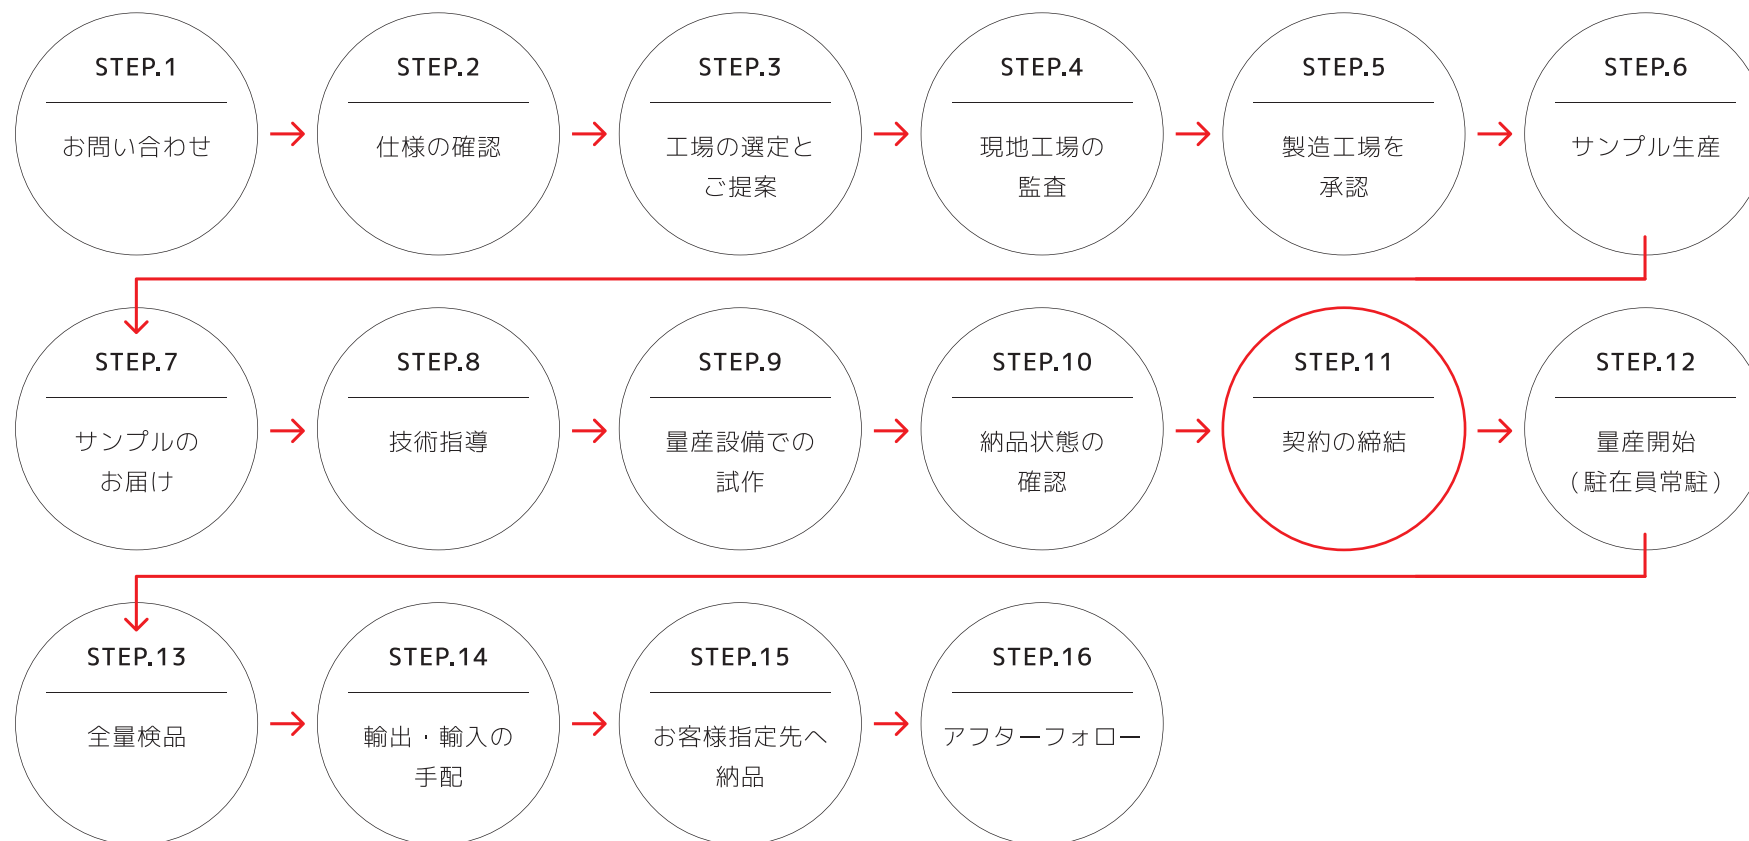 STEP.1
お問い合わせ
STEP.2
仕様の確認
STEP.3
工場の選定と
ご提案
STEP.4
現地工場の
監査
STEP.5
製造工場を
承認
STEP.6
サンプル生産
STEP.7
サンプルの
お届け
STEP.8
技術指導
STEP.9
量産設備での
試作
STEP.10
納品状態の
確認
STEP.11
契約の締結
STEP.12
量産開始
(駐在員常駐)
STEP.13
全量検品
STEP.14
輸出・輸入の
手配
STEP.15
お客様指定先へ
納品
STEP.16
アフターフォロー